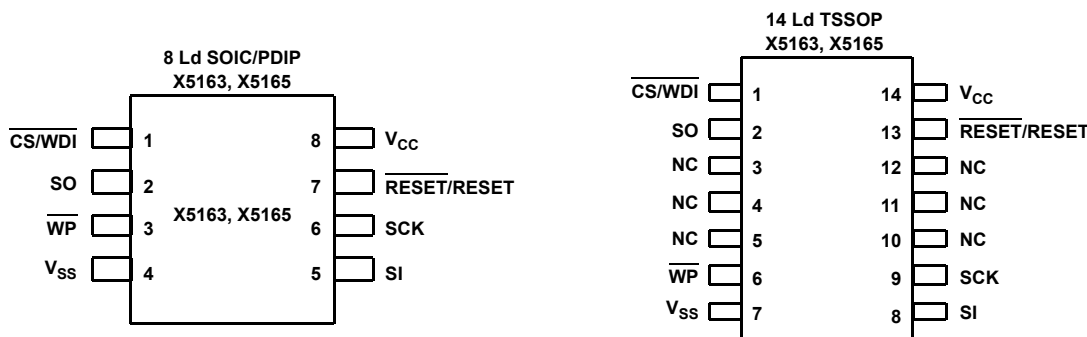 8 Ld SOIC/PDIP
X5163, X5165
CS/WDI 1 8 VCC
SO 2 7 RESET/RESET
X5163, X5165
WP 3 6 SCK
VSS 4 5 SI
14 Ld TSSOP
X5163, X5165
CS/WDI 1 14 VCC
SO 2 13 RESET/RESET
NC 3 12 NC
NC 4 11 NC
NC 5 10 NC
WP 6 9 SCK
VSS 7 8 SI